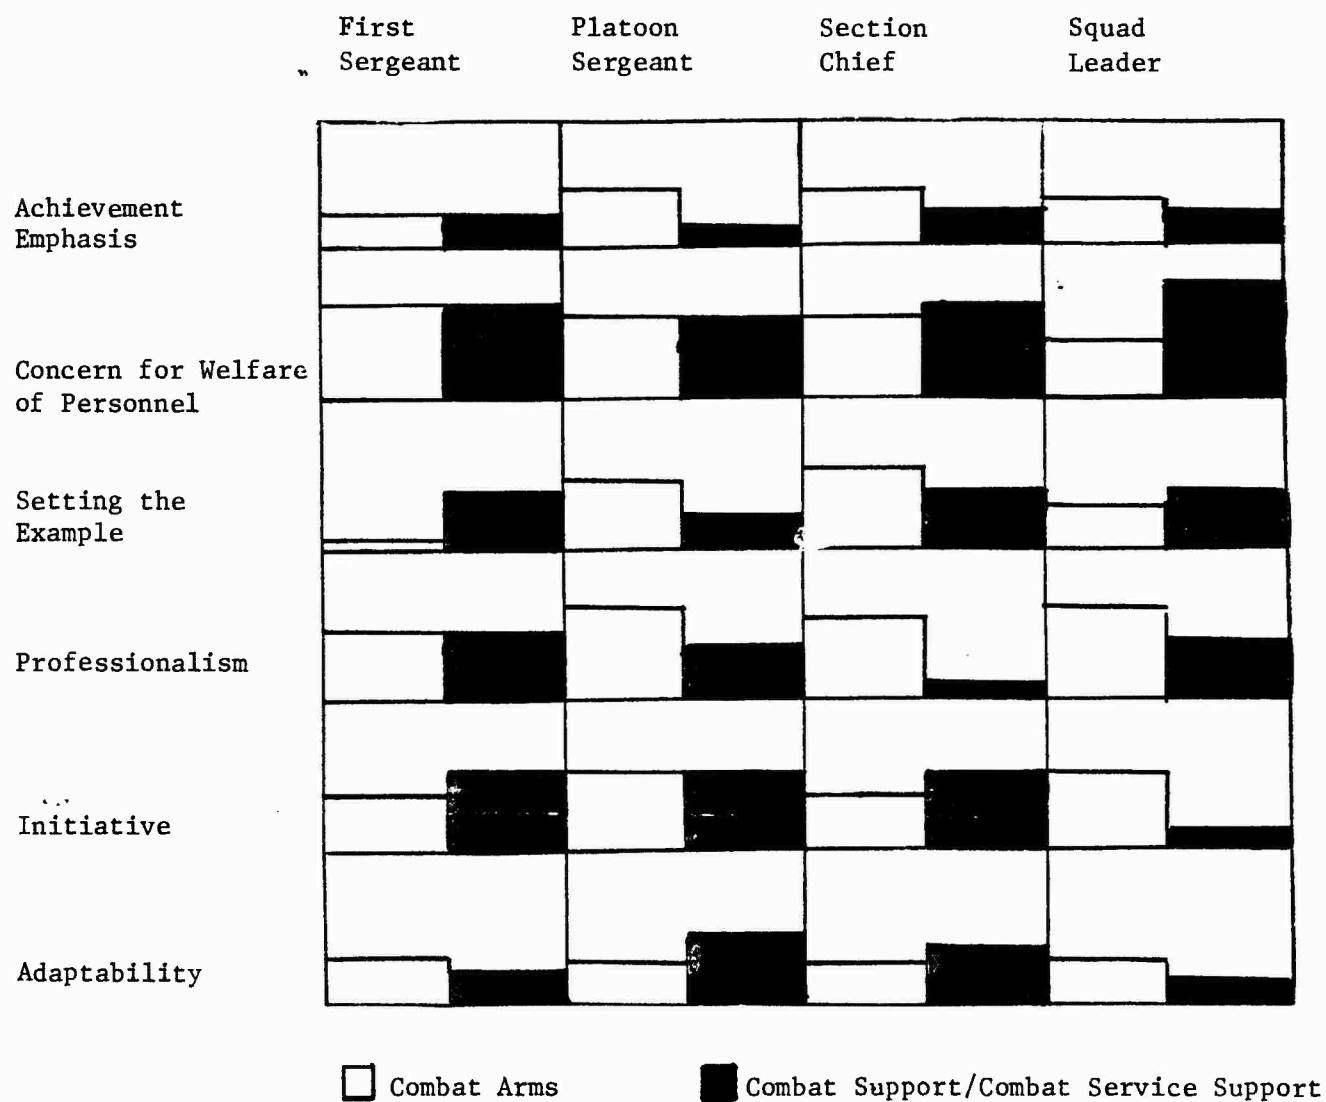 First Sergeant
Platoon Sergeant
Section Chief
Squad Leader
Achievement
Emphasis
Concern for Welfare
of Personnel
Setting the
Example
Professionalism
Initiative
Adaptability
Combat Arms
Combat Support/Combat Service Support